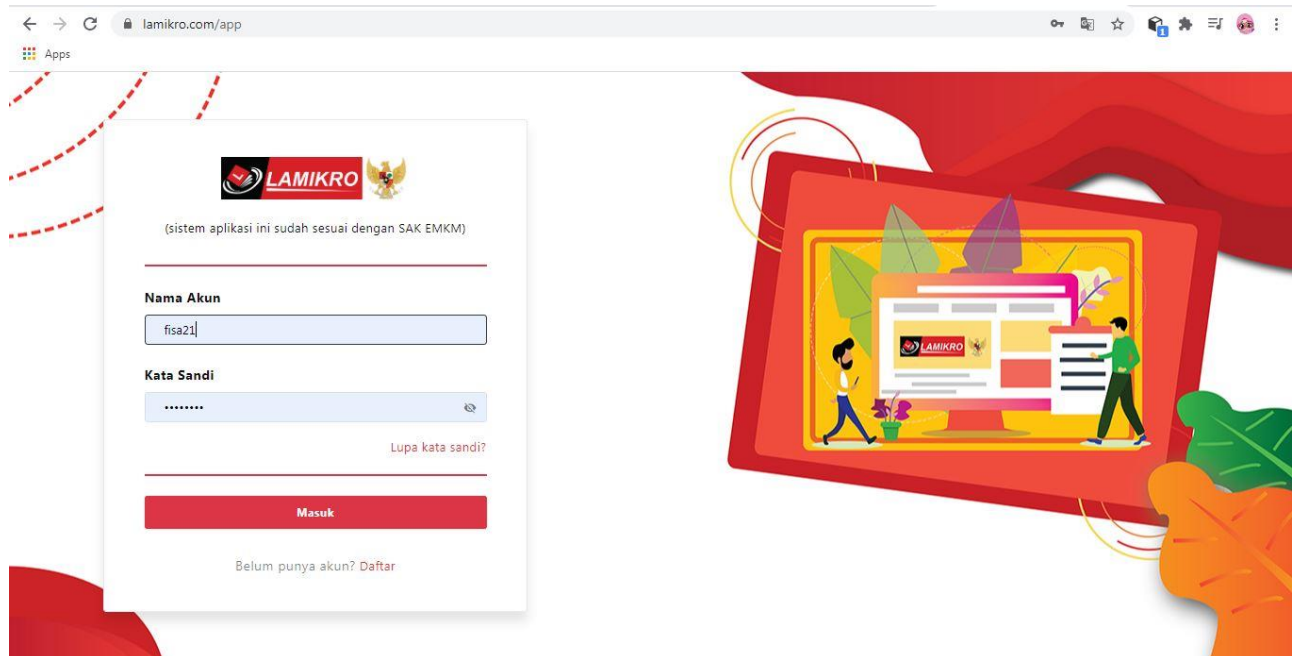 lamikro.com/app
1
Apps
LAMIKRO
(sistem aplikasi ini sudah sesuai dengan SAK EMKM)
Nama Akun
fisa21
Kata Sandi
••••••••
Lupa kata sandi?
Masuk
Belum punya akun? Daftar
LAMIKRO